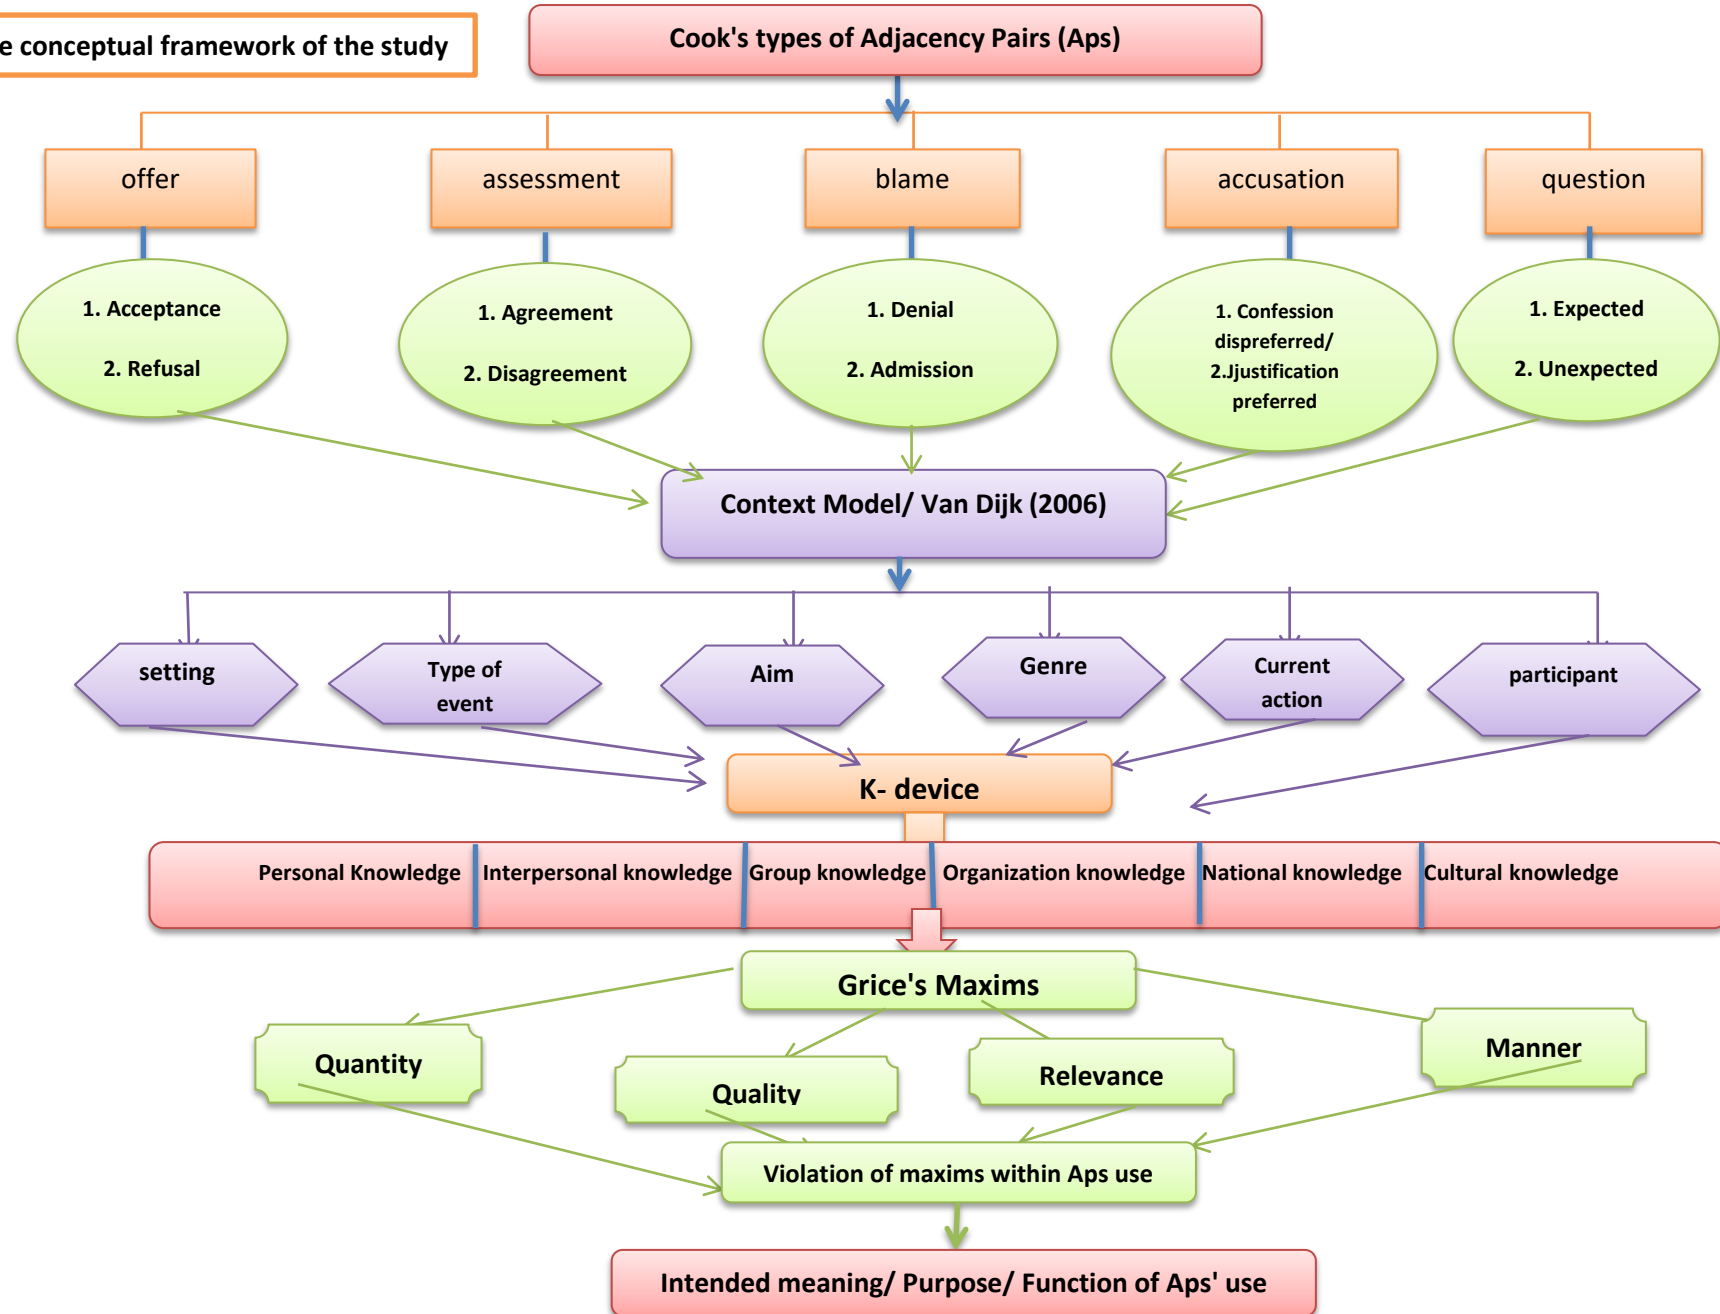 e conceptual framework of the study
Cook's types of Adjacency Pairs (Aps)
offer
assessment
blame
accusation
question
1. Acceptance
2. Refusal
1. Agreement
2. Disagreement
1. Denial
2. Admission
1. Confession
dispreferred/
2.Jjustification
preferred
1. Expected
2. Unexpected
Context Model/ Van Dijk (2006)
setting
Type of
event
Aim
Genre
Current
action
participant
K- device
Personal Knowledge
Interpersonal knowledge
Group knowledge
Organization knowledge
National knowledge
Cultural knowledge
Grice's Maxims
Quantity
Quality
Relevance
Manner
Violation of maxims within Aps use
Intended meaning/ Purpose/ Function of Aps' use